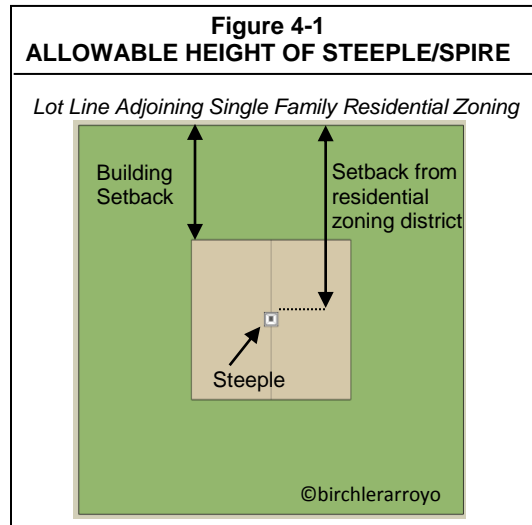 Figure 4-1
ALLOWABLE HEIGHT OF STEEPLE/SPIRE
Lot Line Adjoining Single Family Residential Zoning
Building
Setback
Setback from
residential
zoning district
Steeple
©birchlerarroyo